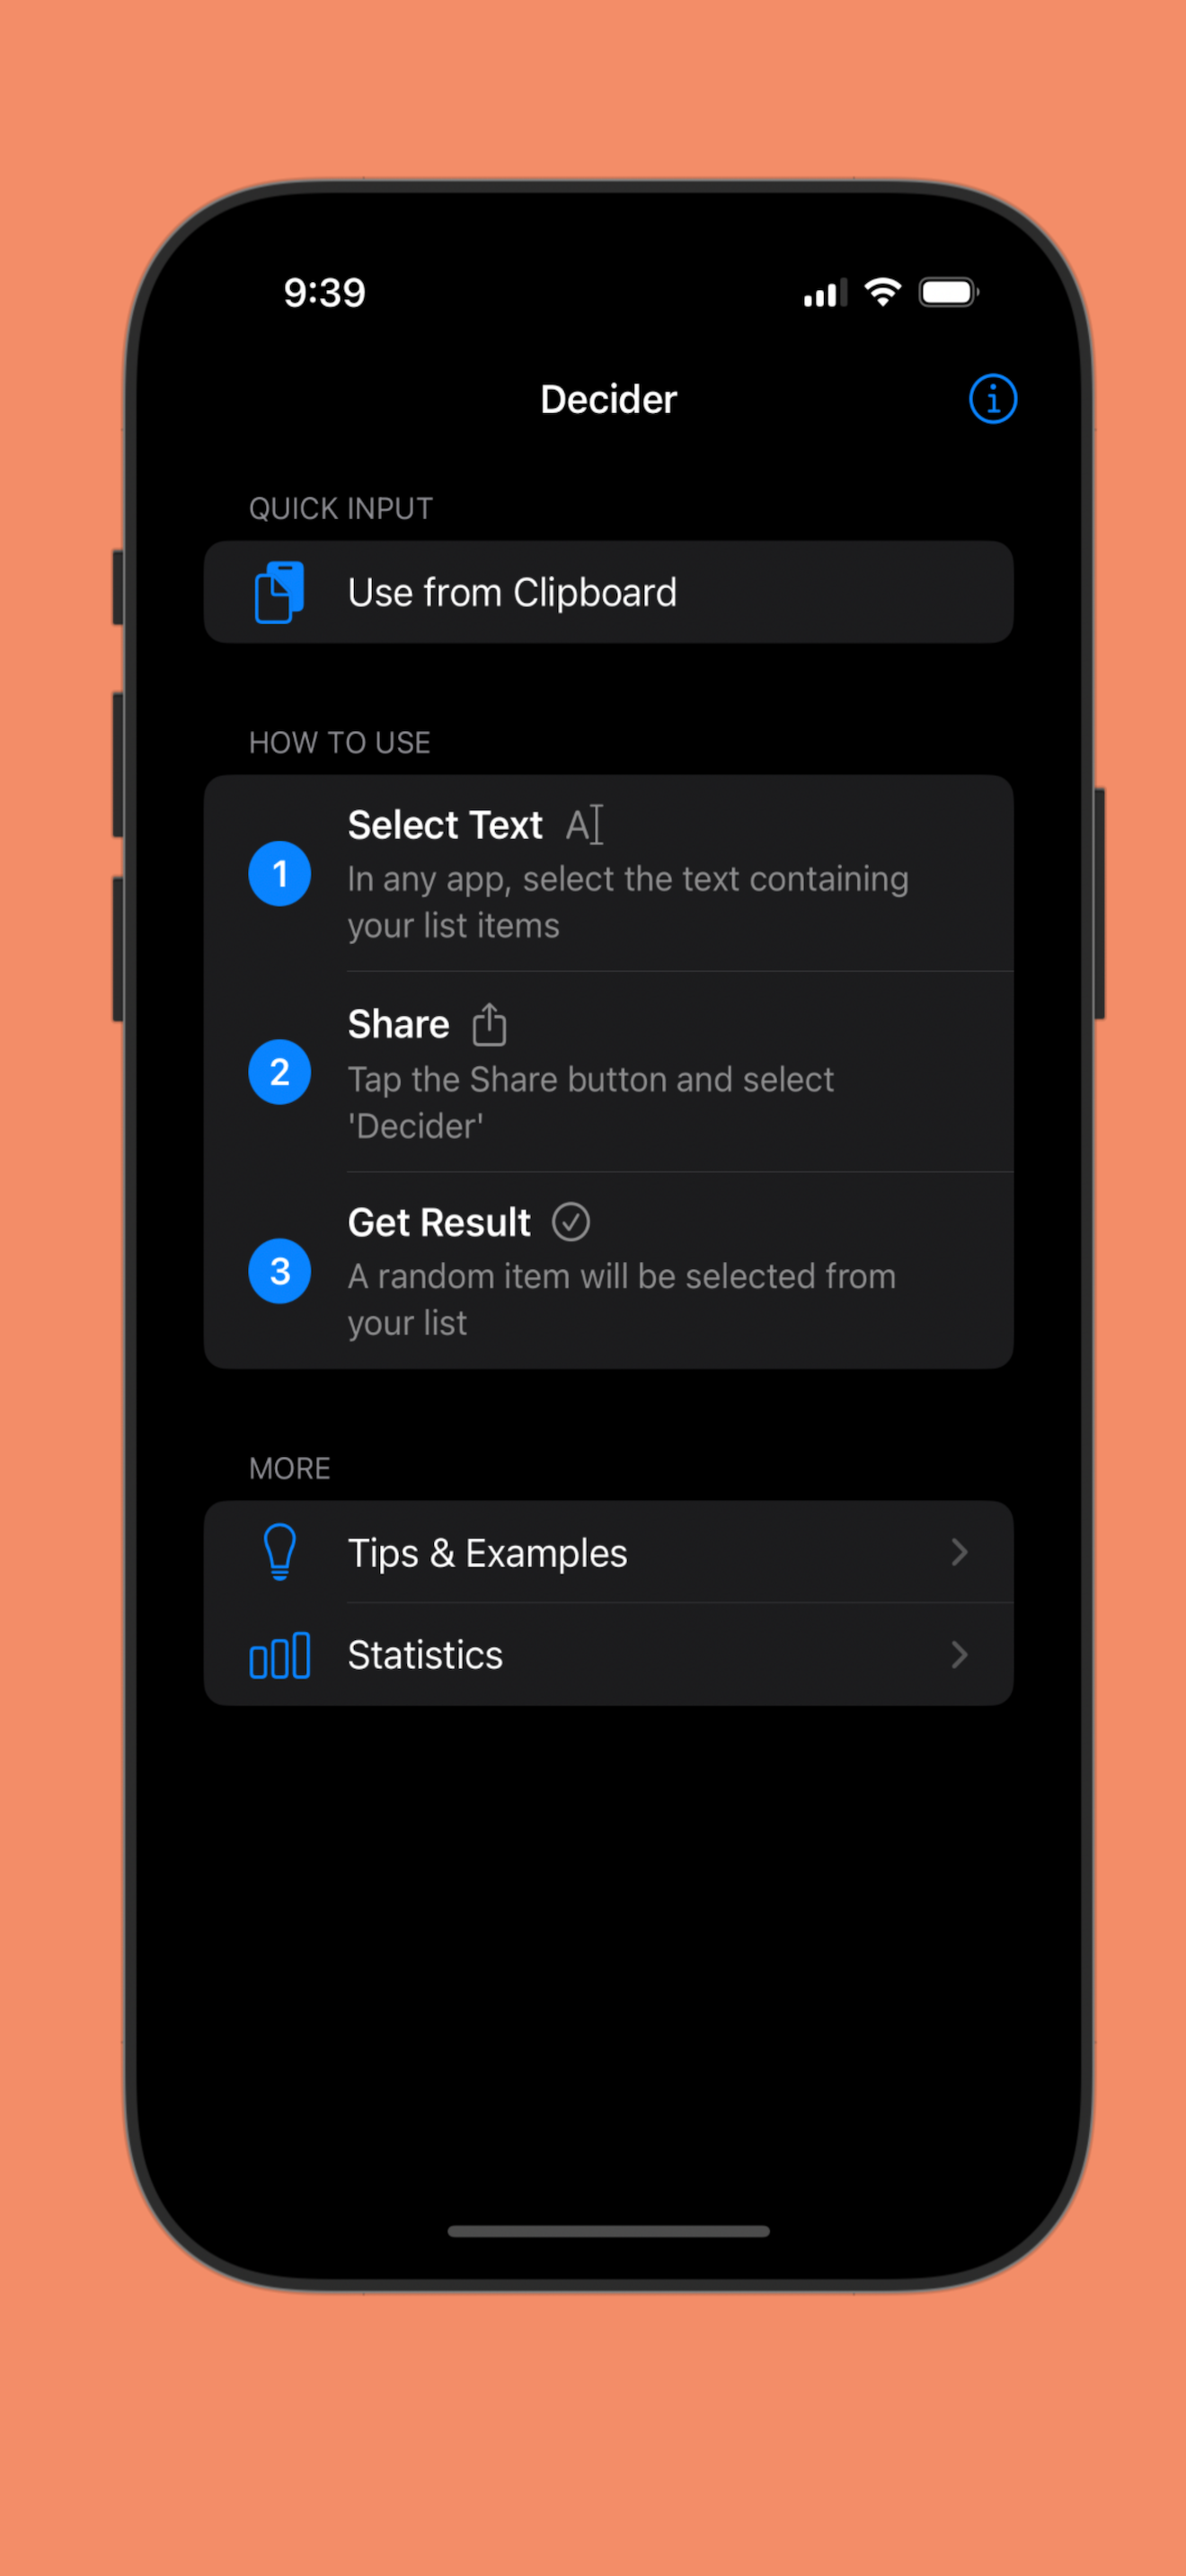 9:39
Decider
QUICK INPUT
Use from Clipboard
HOW TO USE
1
Select Text
In any app, select the text containing
your list items
2
Share
Tap the Share button and select
'Decider'
3
Get Result
A random item will be selected from
your list
MORE
Tips & Examples
Statistics